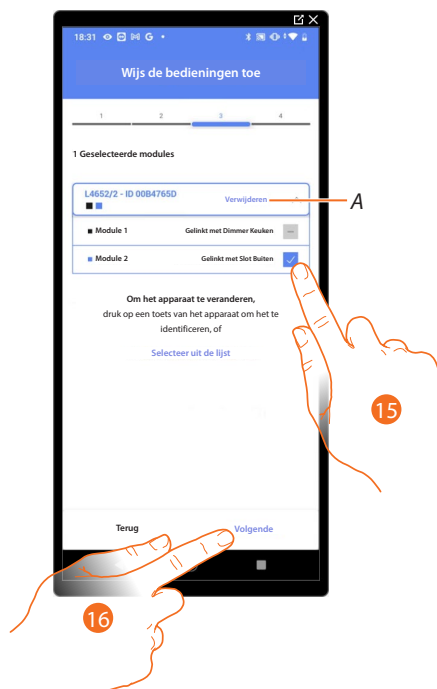 18:31
Wijs de bedieningen toe
1 2 3 4
1 Geselecteerde modules
L4652/2 - ID 00B4765D
Verwijderen
A
Module 1 Gelinkt met Dimmer Keuken
Module 2 Gelinkt met Slot Buiten
Om het apparaat te veranderen,
druk op een toets van het apparaat om het te
identificeren, of
Selecteer uit de lijst
15
Terug Volgende
16